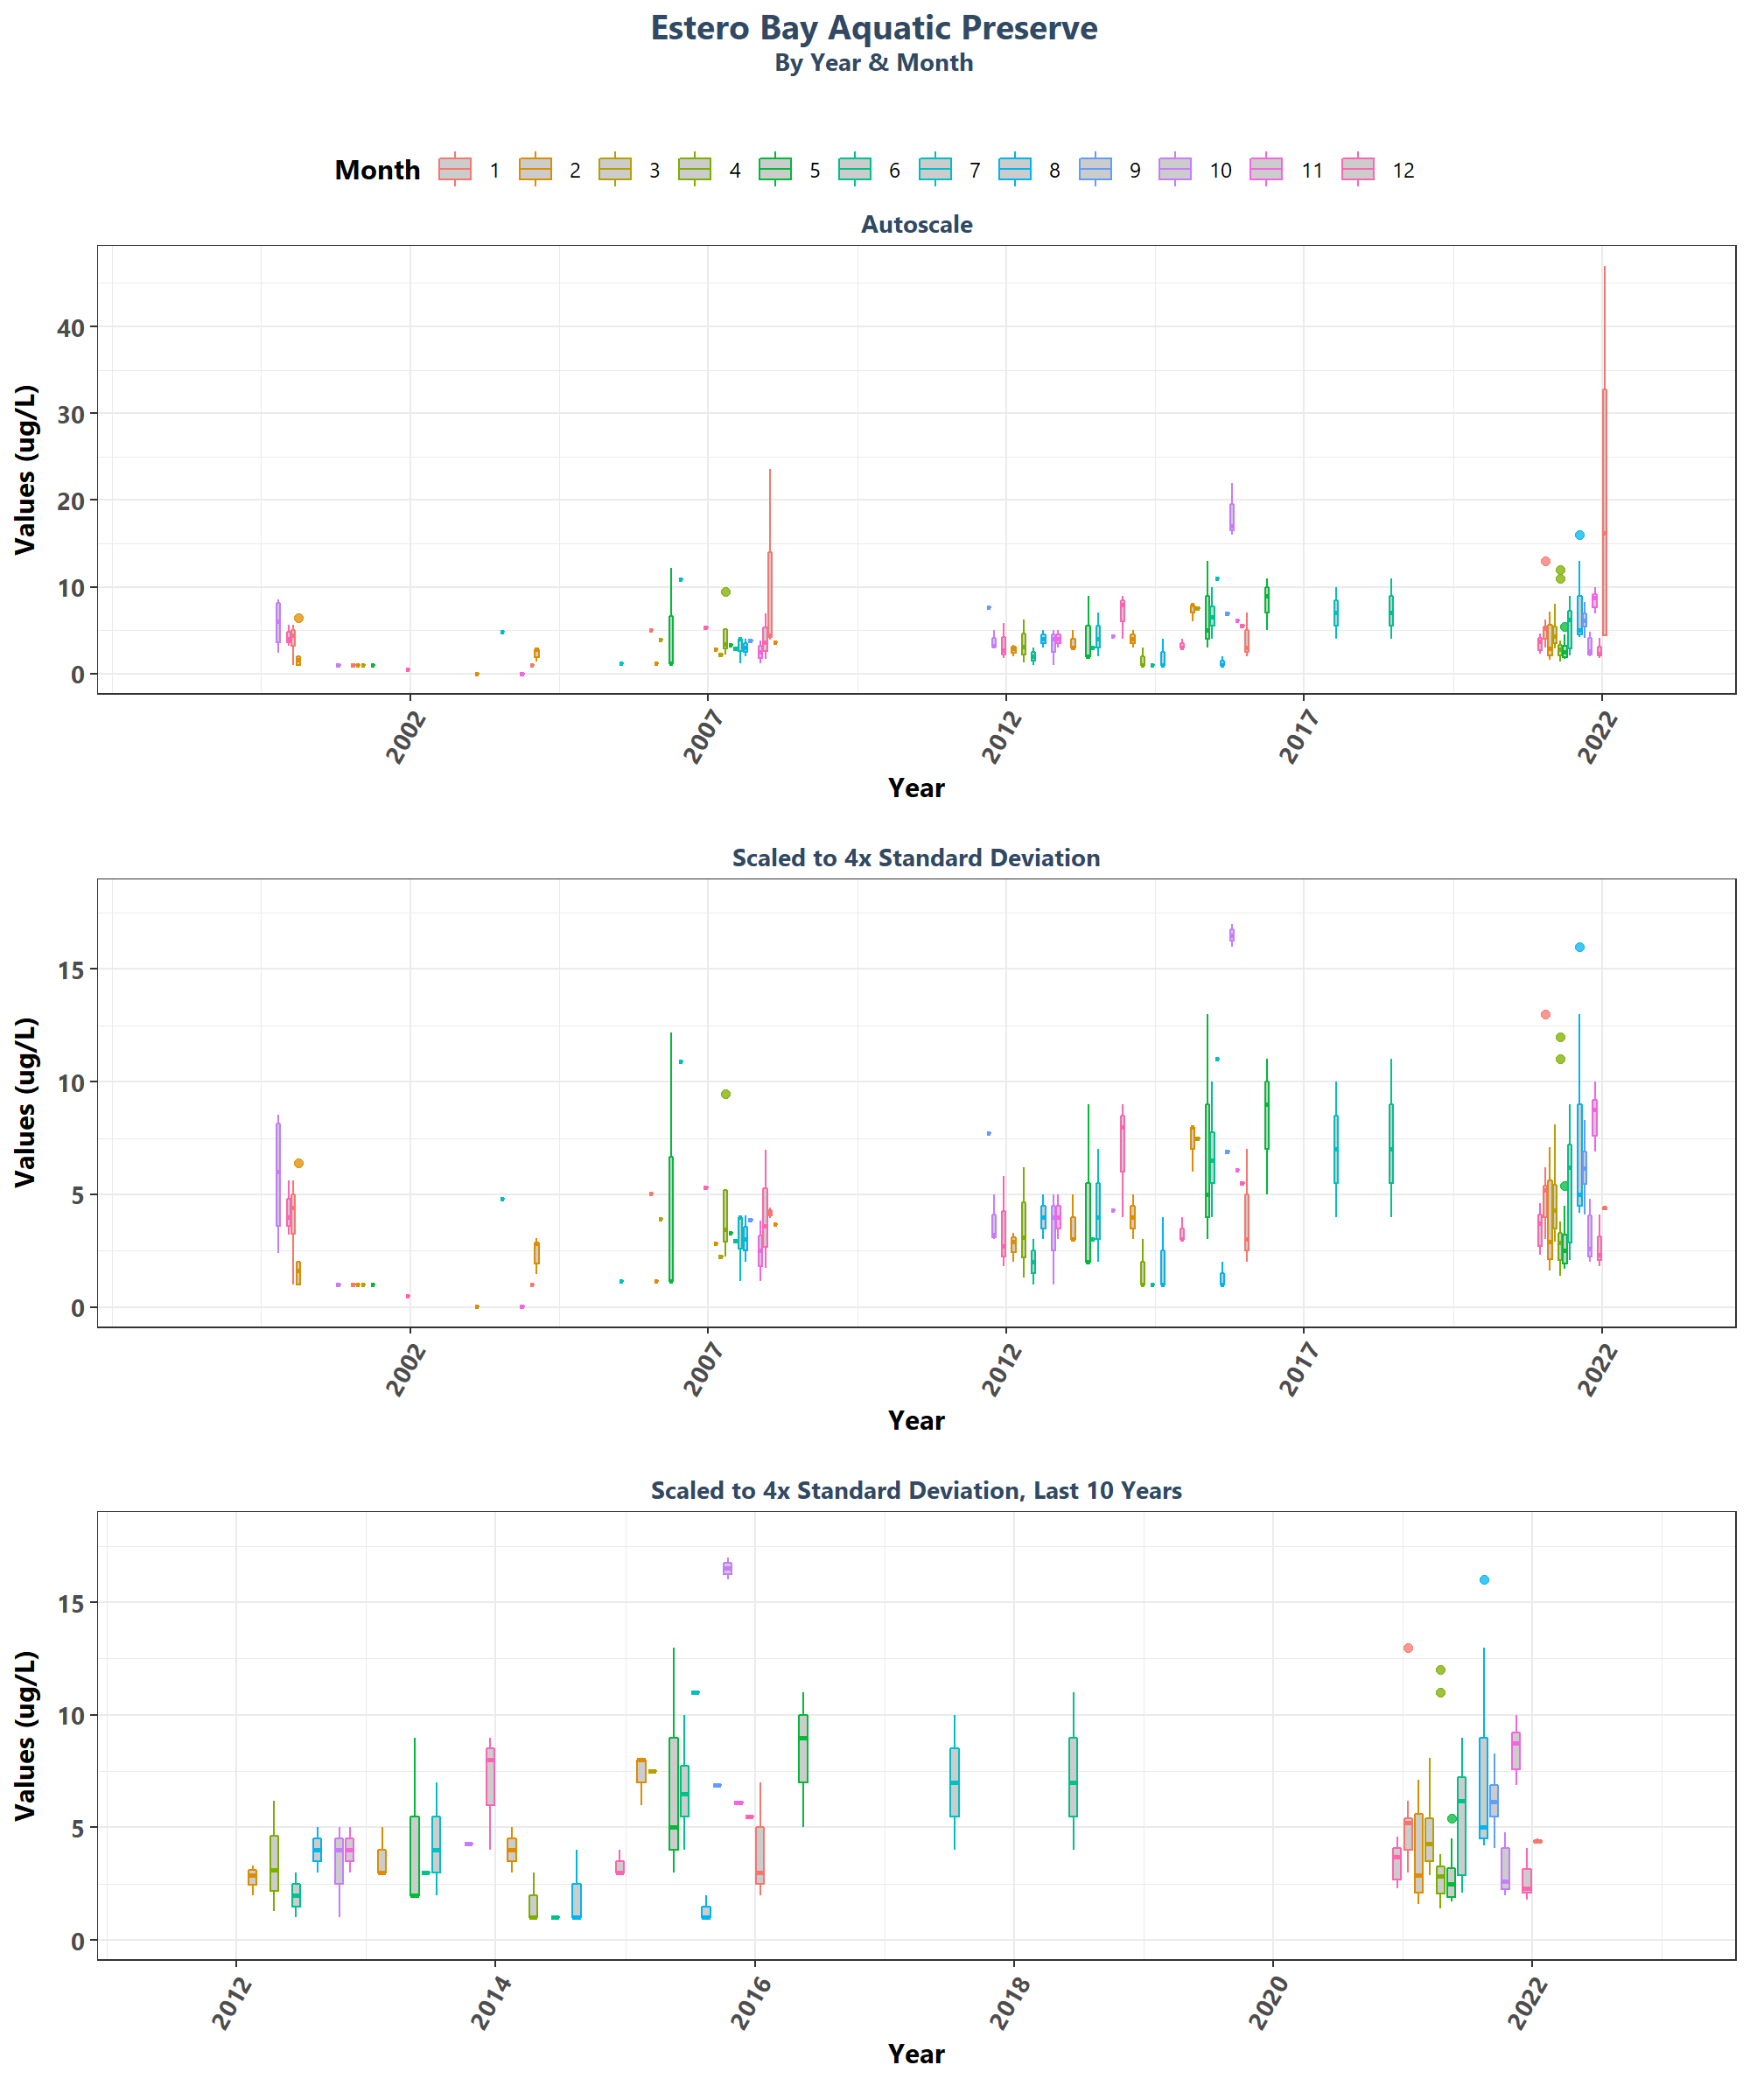 Estero Bay Aquatic Preserve
By Year & Month
Month 1 2 3 4 5 6 7 8 9 10 11 12
Autoscale
Values (ug/L)
40
30
20
10
0
2002 2007 2012 2017 2022
Year
Scaled to 4x Standard Deviation
Values (ug/L)
15
10
5
0
2002 2007 2012 2017 2022
Year
Scaled to 4x Standard Deviation, Last 10 Years
Values (ug/L)
15
10
5
0
2012 2014 2016 2018 2020 2022
Year